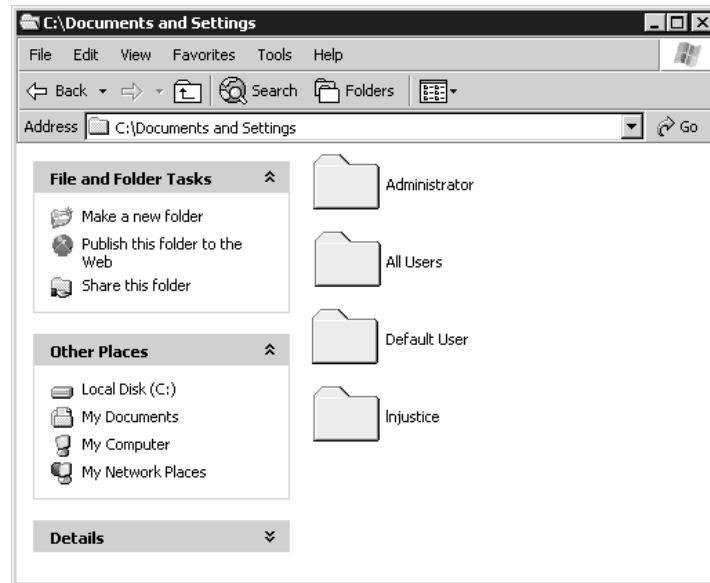 C:\Documents and Settings
File Edit View Favorites Tools Help
Back Search Folders
Address C:\Documents and Settings Go
File and Folder Tasks
Make a new folder
Publish this folder to the
Web
Share this folder
Other Places
Local Disk (C:)
My Documents
My Computer
My Network Places
Details
Administrator
All Users
Default User
Injustice